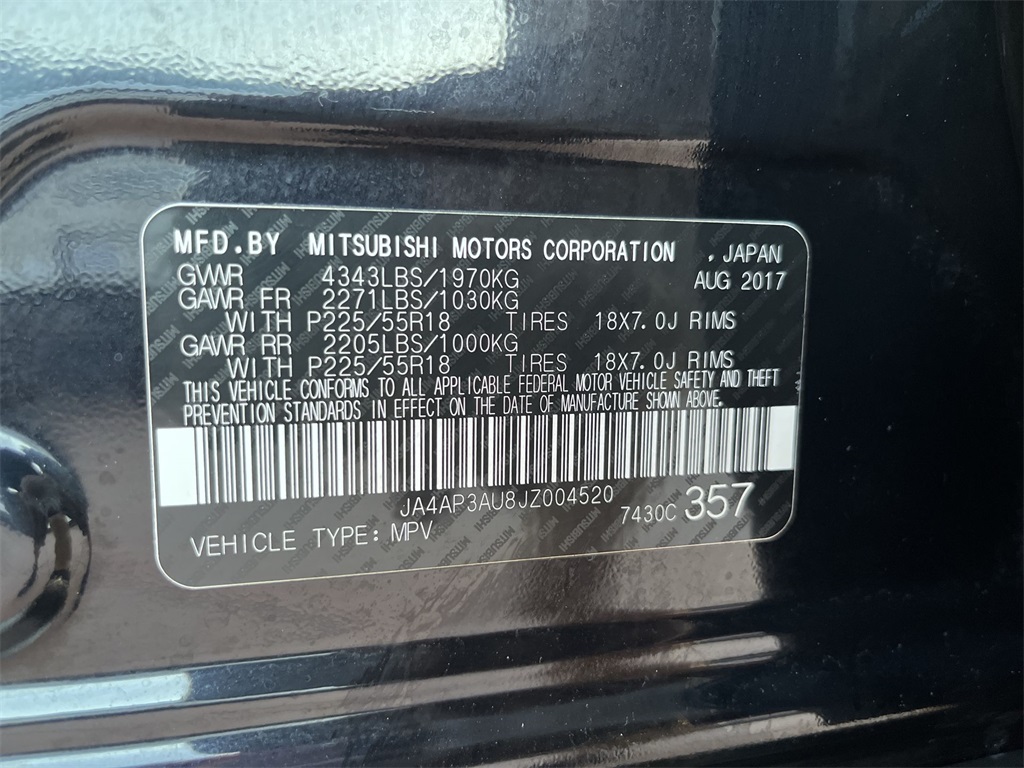 MFD.BY MITSUBISHI MOTORS CORPORATION .JAPAN
GVWR 4343LBS/1970KG AUG 2017
GAWR FR 2271LBS/1030KG
WITH P225/55R18 TIRES 18X7.0J RIMS
GAWR RR 2205LBS/1000KG
WITH P225/55R18 TIRES 18X7.0J RIMS
THIS VEHICLE CONFORMS TO ALL APPLICABLE FEDERAL MOTOR VEHICLE SAFETY AND THEFT
PREVENTION STANDARDS IN EFFECT ON THE DATE OF MANUFACTURE SHOWN ABOVE.
JA4AP3AU8JZ004520
7430C 357
VEHICLE TYPE: MPV